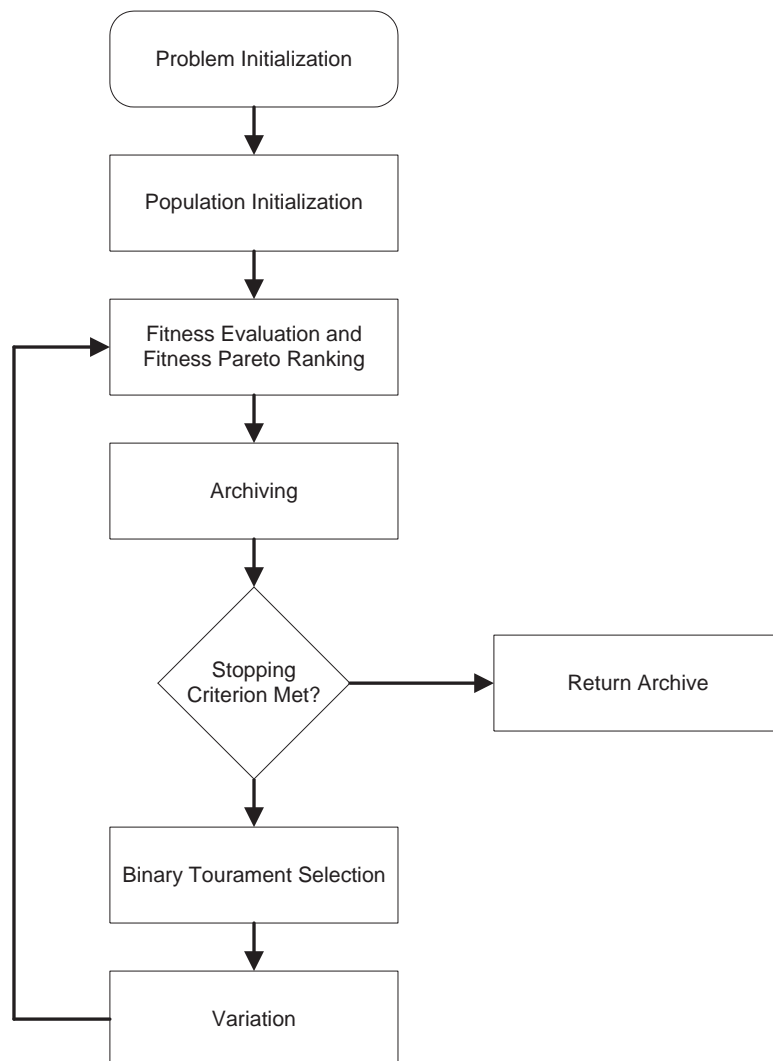 Problem Initialization
Population Initialization
Fitness Evaluation and
Fitness Pareto Ranking
Archiving
Stopping
Criterion Met?
Return Archive
Binary Tourament Selection
Variation